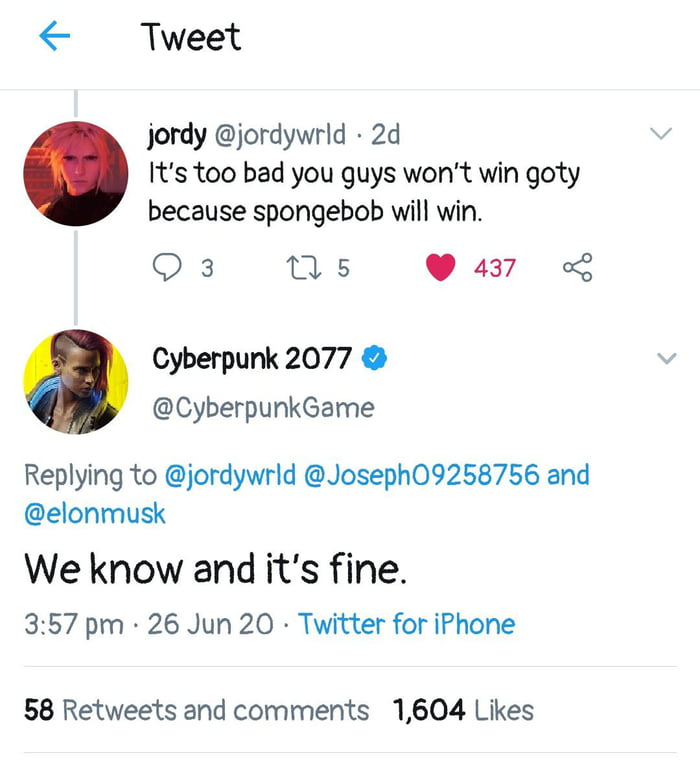 Tweet
jordy @jordywrld · 2d
It's too bad you guys won't win goty
because spongebob will win.
3 5 437
Cyberpunk 2077
@CyberpunkGame
Replying to @jordywrld @Joseph09258756 and
@elonmusk
We know and it's fine.
3:57 pm · 26 Jun 20 · Twitter for iPhone
58 Retweets and comments 1,604 Likes